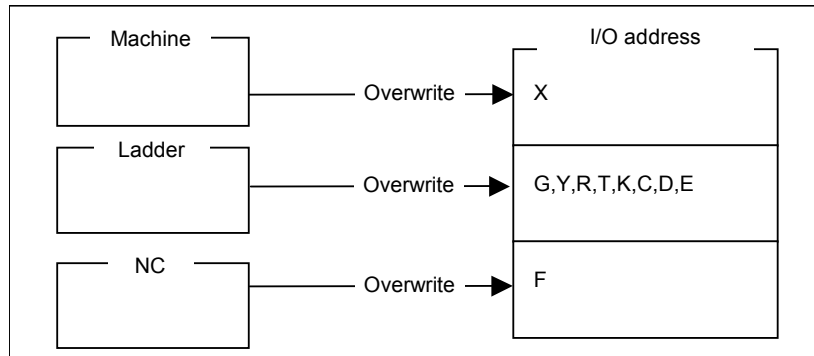 Machine
I/O address
Overwrite
X
Ladder
Overwrite
G,Y,R,T,K,C,D,E
NC
Overwrite
F